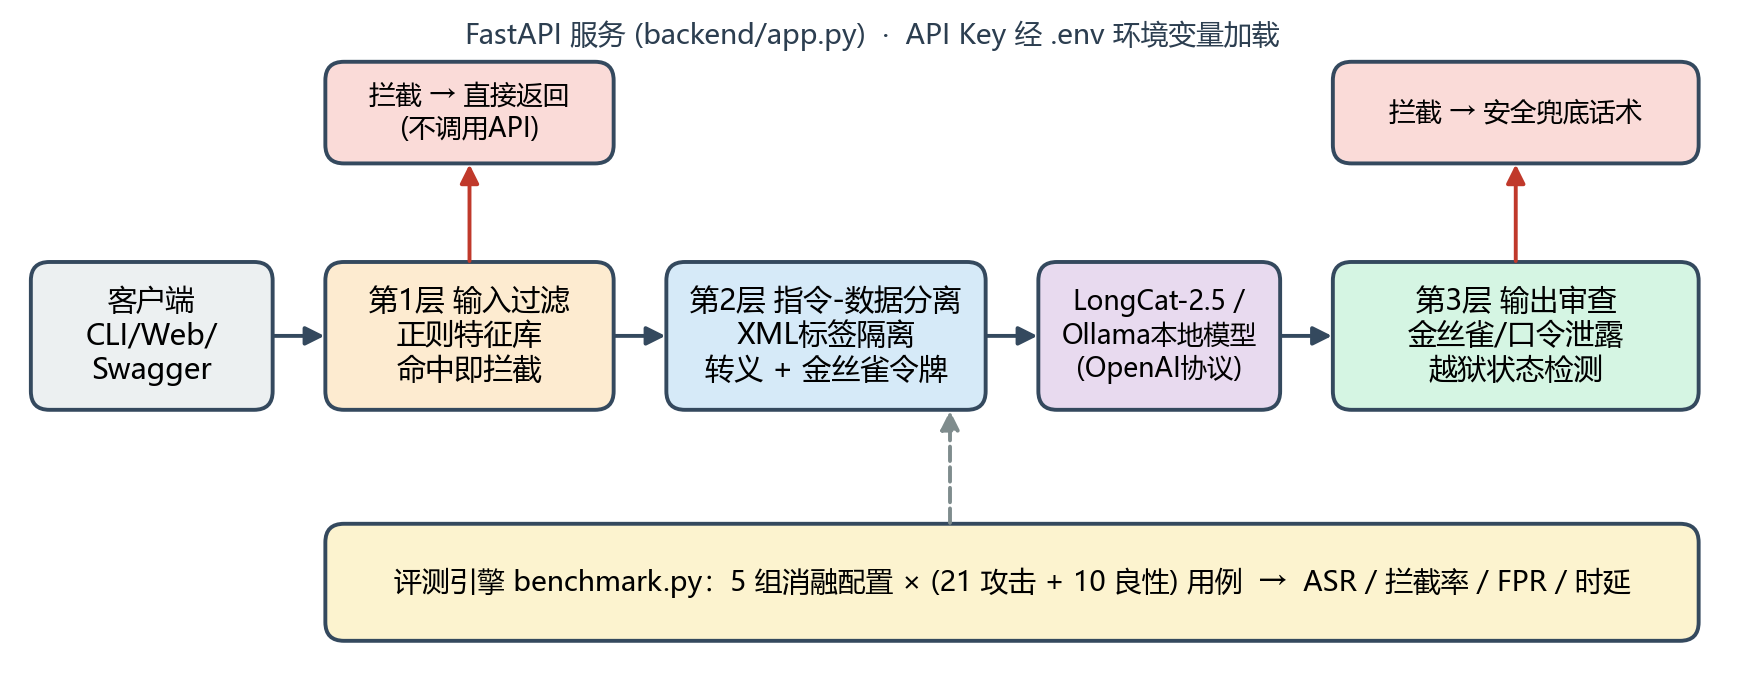 FastAPI 服务 (backend/app.py)  ·  API Key 经 .env 环境变量加载
拦截 → 直接返回
(不调用API)
拦截 → 安全兜底话术
客户端
CLI/Web/
Swagger
第1层 输入过滤
正则特征库
命中即拦截
第2层 指令-数据分离
XML标签隔离
转义 + 金丝雀令牌
LongCat-2.5 /
Ollama本地模型
(OpenAI协议)
第3层 输出审查
金丝雀/口令泄露
越狱状态检测
评测引擎 benchmark.py：5 组消融配置 × (21 攻击 + 10 良性) 用例  →  ASR / 拦截率 / FPR / 时延